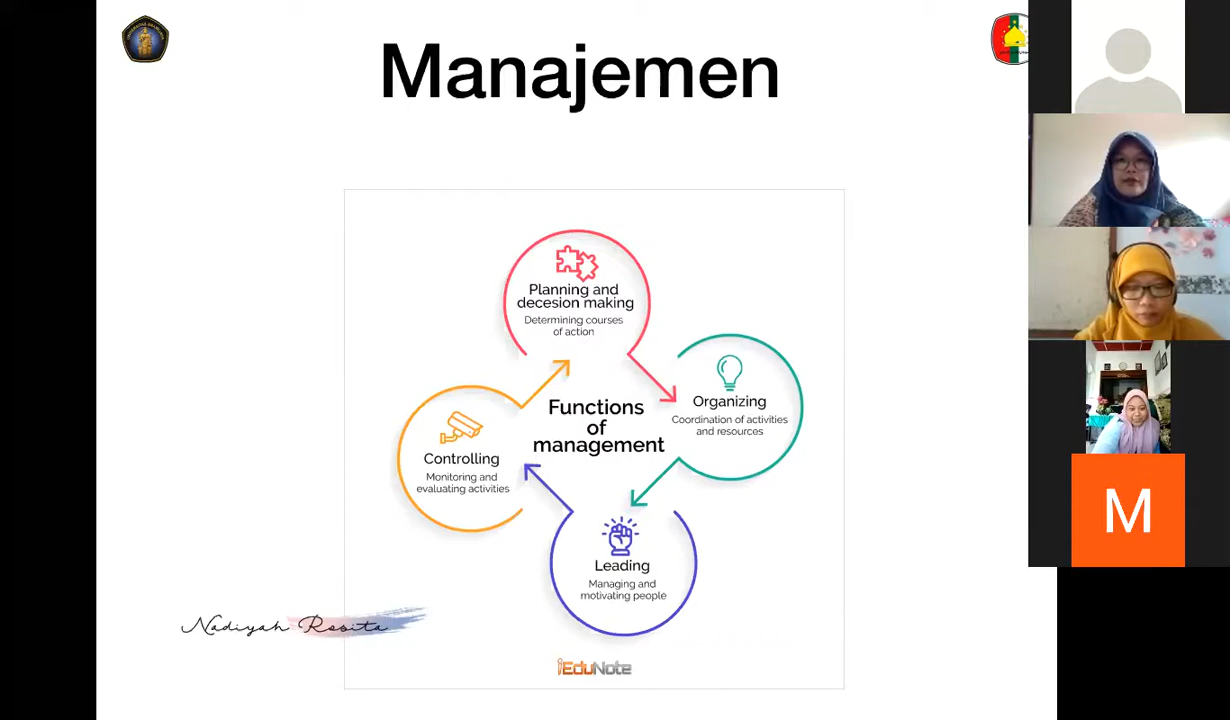 Manajemen
Planning and
decesion making
Determining courses
of action
Organizing
Coordination of activities
and resources
Functions
of
management
Controlling
Monitoring and
evaluating activities
Leading
Managing and
motivating people
Nadiyah Rosita
iEduNote
M